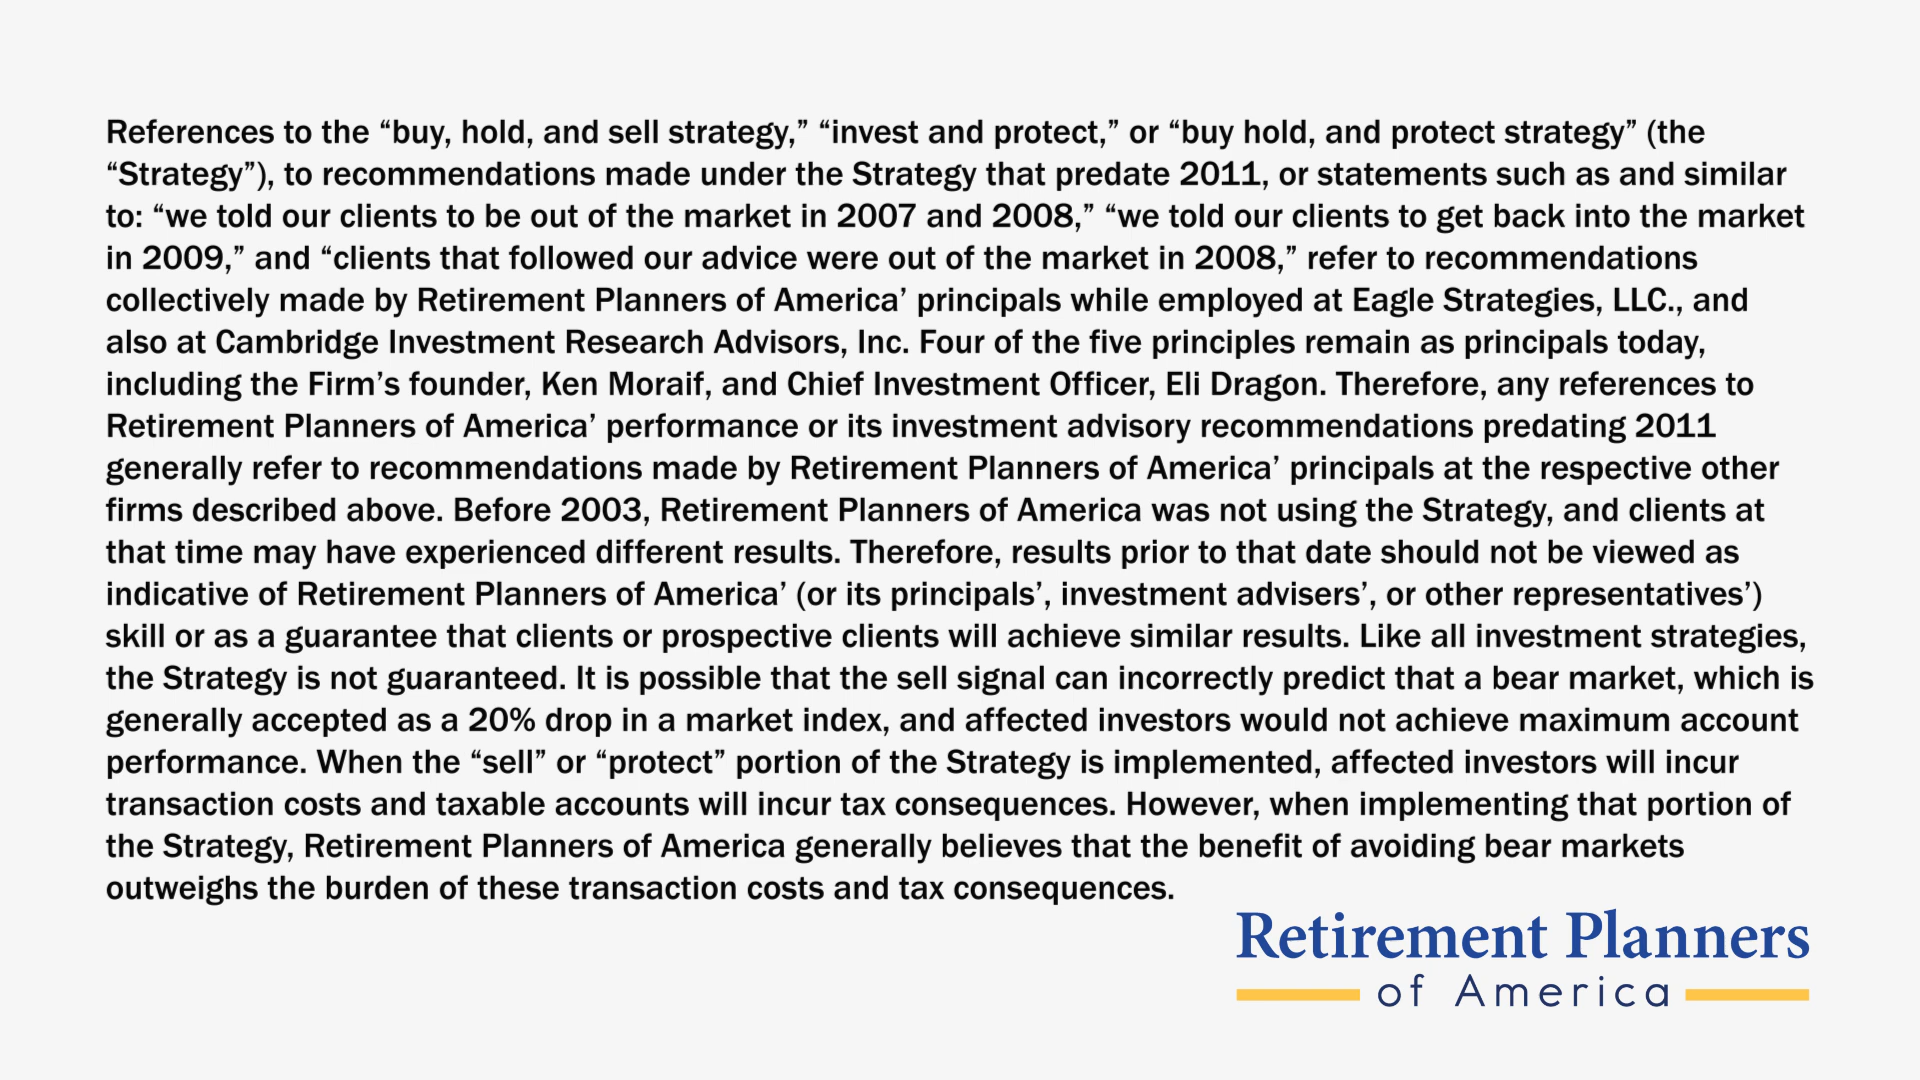 References to the “buy, hold, and sell strategy,” “invest and protect,” or “buy hold, and protect strategy” (the
“Strategy”), to recommendations made under the Strategy that predate 2011, or statements such as and similar
to: “we told our clients to be out of the market in 2007 and 2008,” “we told our clients to get back into the market
in 2009,” and “clients that followed our advice were out of the market in 2008,” refer to recommendations
collectively made by Retirement Planners of America’ principals while employed at Eagle Strategies, LLC., and
also at Cambridge Investment Research Advisors, Inc. Four of the five principles remain as principals today,
including the Firm’s founder, Ken Moraif, and Chief Investment Officer, Eli Dragon. Therefore, any references to
Retirement Planners of America’ performance or its investment advisory recommendations predating 2011
generally refer to recommendations made by Retirement Planners of America’ principals at the respective other
firms described above. Before 2003, Retirement Planners of America was not using the Strategy, and clients at
that time may have experienced different results. Therefore, results prior to that date should not be viewed as
indicative of Retirement Planners of America’ (or its principals’, investment advisers’, or other representatives’)
skill or as a guarantee that clients or prospective clients will achieve similar results. Like all investment strategies,
the Strategy is not guaranteed. It is possible that the sell signal can incorrectly predict that a bear market, which is
generally accepted as a 20% drop in a market index, and affected investors would not achieve maximum account
performance. When the “sell” or “protect” portion of the Strategy is implemented, affected investors will incur
transaction costs and taxable accounts will incur tax consequences. However, when implementing that portion of
the Strategy, Retirement Planners of America generally believes that the benefit of avoiding bear markets
outweighs the burden of these transaction costs and tax consequences.
Retirement Planners
of America